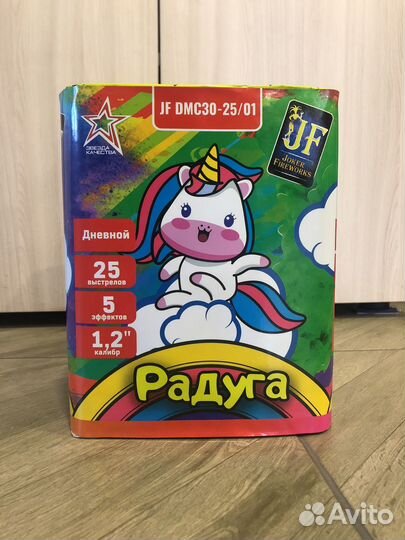 JF DMC30-25/01
ЗВЕЗДА
КАЧЕСТВА
JF
JOKER
FIREWORKS
Дневной
25
выстрелов
5
эффектов
1,2"
калибр
Радуга
Avito